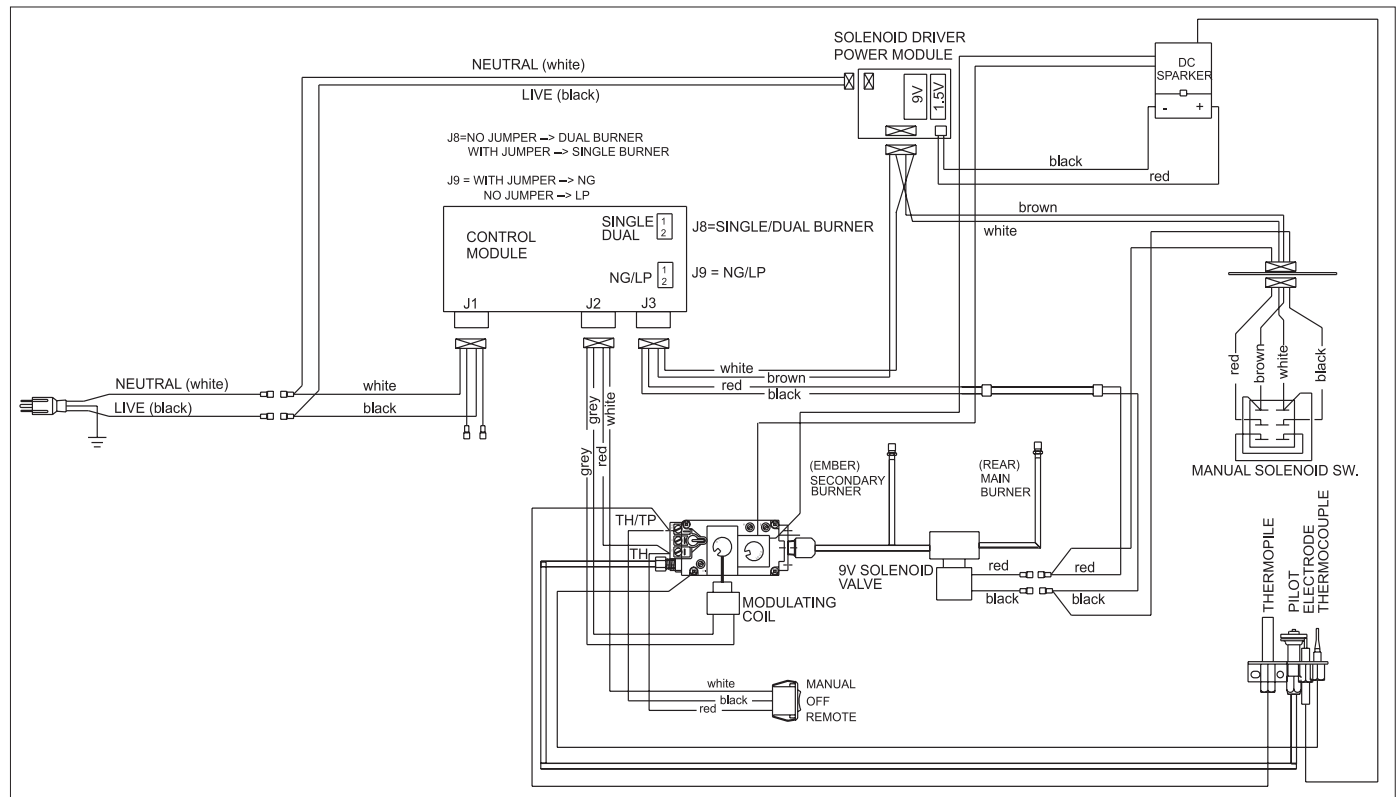 SOLENOID DRIVER
POWER MODULE
9V
1.5V
DC
SPARKER
-
+
NEUTRAL (white)
LIVE (black)
black
red
J8=NO JUMPER –> DUAL BURNER
WITH JUMPER –> SINGLE BURNER
J9 = WITH JUMPER –> NG
NO JUMPER –> LP
CONTROL
MODULE
SINGLE
DUAL
1
2
J8=SINGLE/DUAL BURNER
NG/LP
1
2
J9 = NG/LP
J1
J2
J3
brown
white
red
brown
white
black
MANUAL SOLENOID SW.
NEUTRAL (white)
LIVE (black)
white
black
white
brown
red
black
grey
grey
red
white
(EMBER)
SECONDARY
BURNER
(REAR)
MAIN
BURNER
TH/TP
TH
9V SOLENOID
VALVE
red
red
black
black
MODULATING
COIL
white
black
red
MANUAL
OFF
REMOTE
THERMOPILE
PILOT
ELECTRODE
THERMOCOUPLE